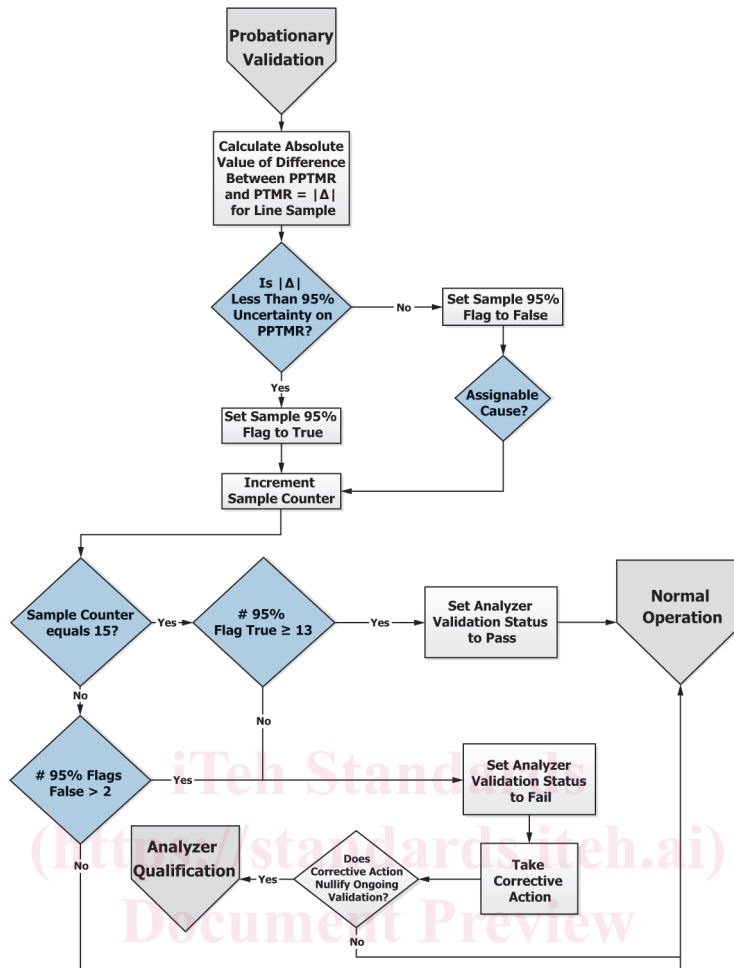 Probationary
Validation
Calculate Absolute
Value of Difference
Between PPTMR
and PTMR = |Δ|
for Line Sample
Is |Δ|
Less Than 95%
Uncertainty on
PPTMR?
No
Set Sample 95%
Flag to False
Yes
Assignable
Cause?
Set Sample 95%
Flag to True
Increment
Sample Counter
Sample Counter
equals 15?
Yes
# 95%
Flag True ≥ 13
Yes
Set Analyzer
Validation Status
to Pass
Normal
Operation
No
No
# 95% Flags
False > 2
Yes
Set Analyzer
Validation Status
to Fail
No
Analyzer
Qualification
Yes
Does
Corrective Action
Nullify Ongoing
Validation?
Take
Corrective
Action
No
iTeh Standards
(https://standards.iteh.ai)
Document Preview